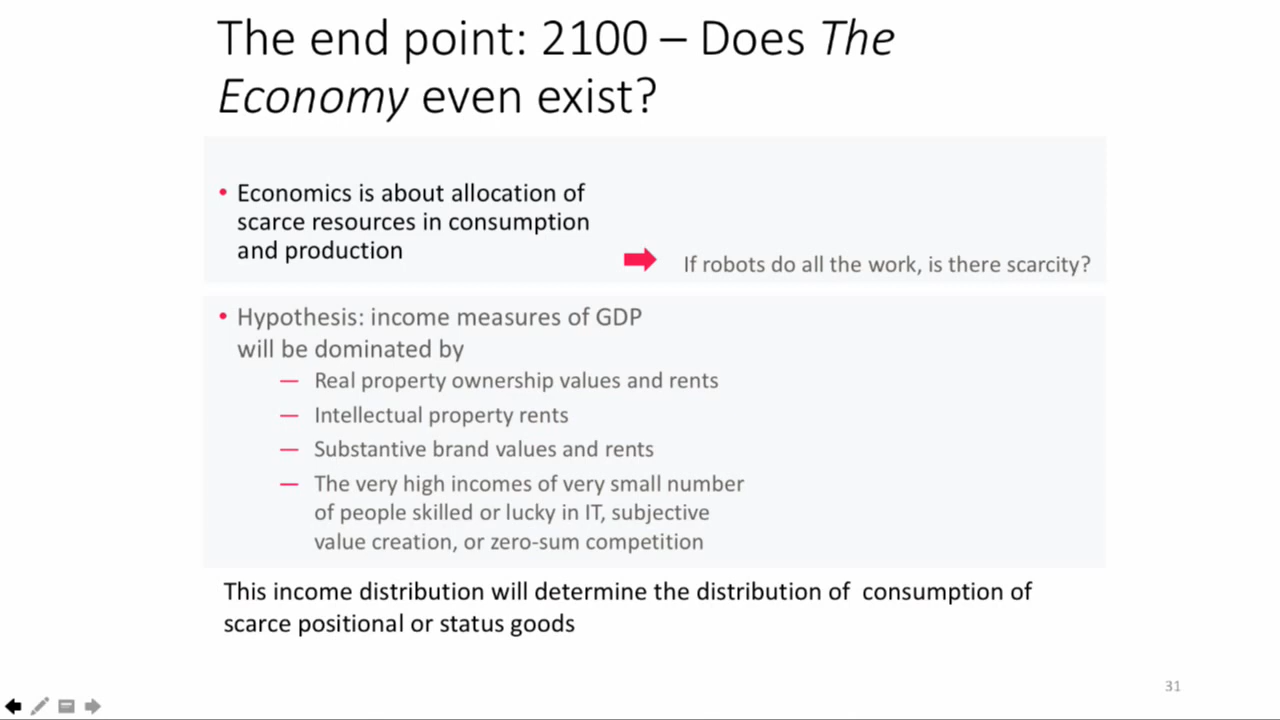 The end point: 2100 – Does The
Economy even exist?
• Economics is about allocation of
scarce resources in consumption
and production
If robots do all the work, is there scarcity?
• Hypothesis: income measures of GDP
will be dominated by
— Real property ownership values and rents
— Intellectual property rents
— Substantive brand values and rents
— The very high incomes of very small number
of people skilled or lucky in IT, subjective
value creation, or zero-sum competition
This income distribution will determine the distribution of consumption of
scarce positional or status goods
31